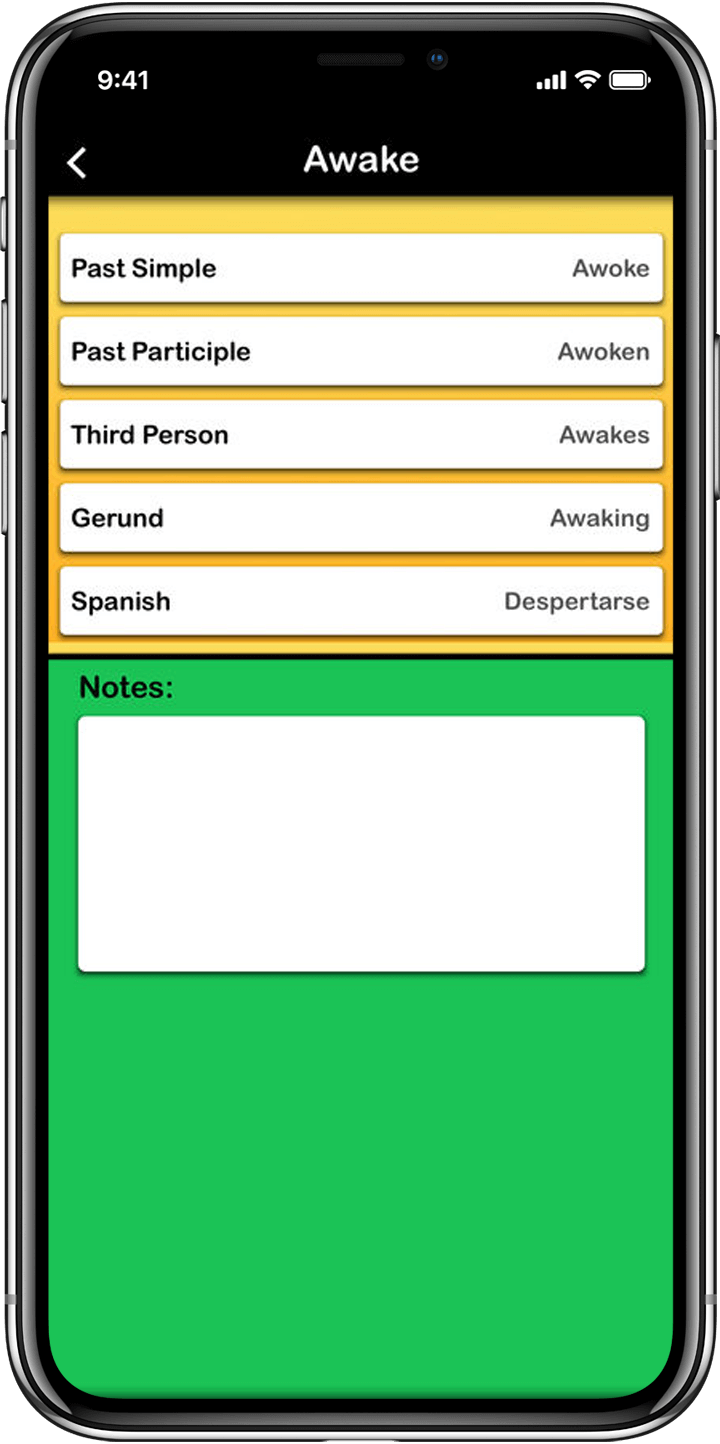 9:41
Awake
Past Simple Awoke
Past Participle Awoken
Third Person Awakes
Gerund Awaking
Spanish Despertarse
Notes: